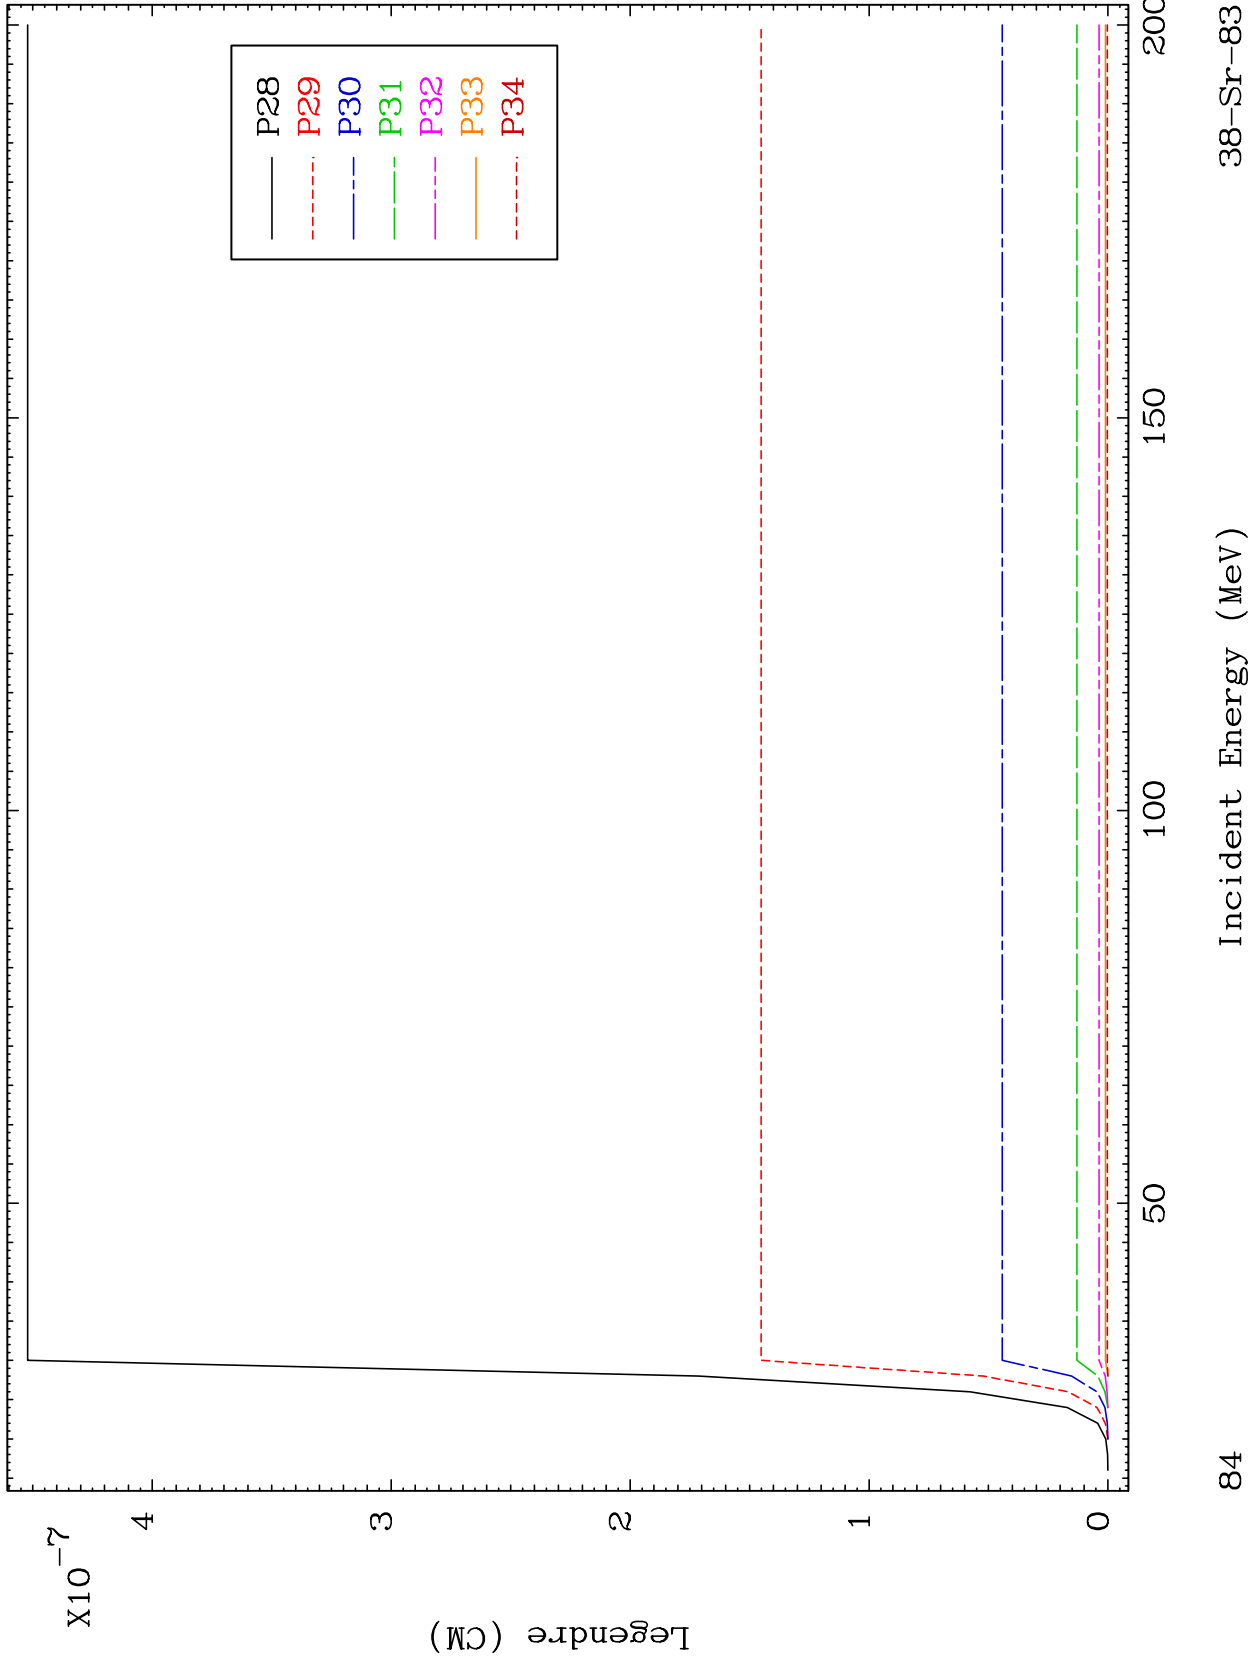 X10-7
4
3
2
1
0
Legendre (CM)
P28
P29
P30
P31
P32
P33
P34
50
100
150
200
Incident Energy (MeV)
84
38-Sr-83